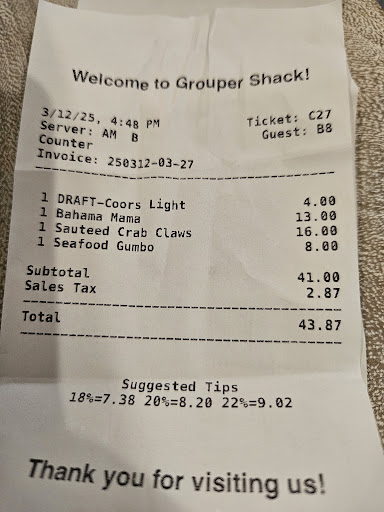 Welcome to Grouper Shack!
3/12/25, 4:48 PM Ticket: C27
Server: AM B Guest: B8
Counter
Invoice: 250312-03-27
1 DRAFT-Coors Light 4.00
1 Bahama Mama 13.00
1 Sauteed Crab Claws 16.00
1 Seafood Gumbo 8.00
Subtotal 41.00
Sales Tax 2.87
Total 43.87
Suggested Tips
18%=7.38 20%=8.20 22%=9.02
Thank you for visiting us!